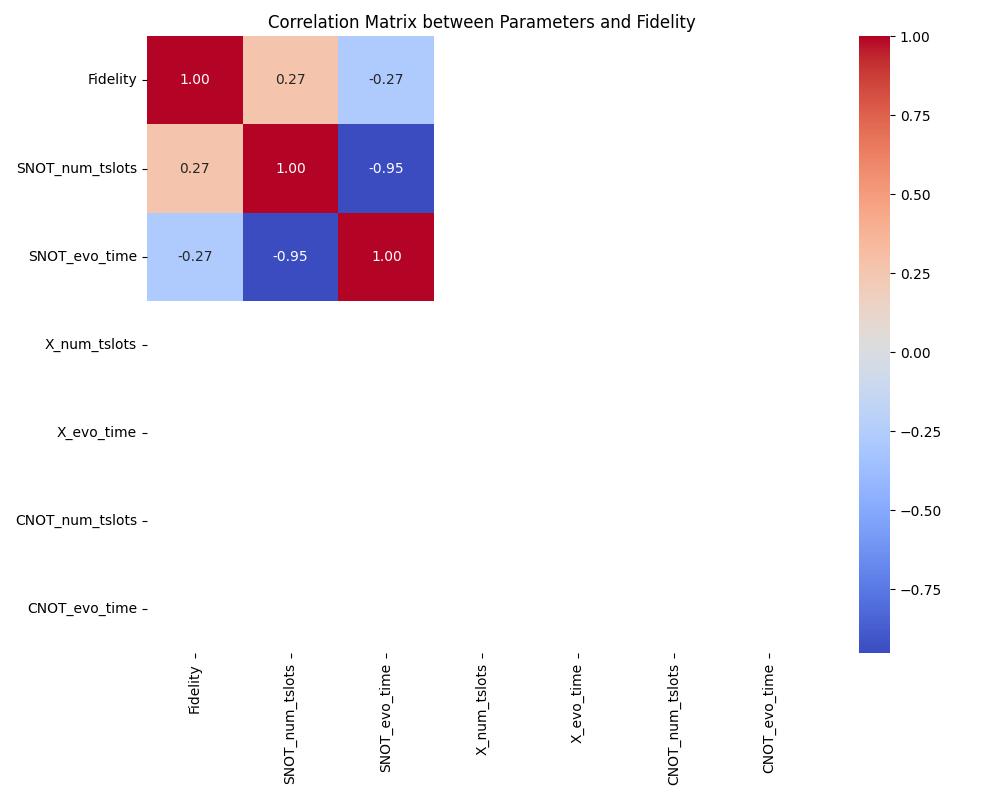 Correlation Matrix between Parameters and Fidelity
Fidelity
1.00 0.27 -0.27
SNOT_num_tslots
0.27 1.00 -0.95
SNOT_evo_time
-0.27 -0.95 1.00
X_num_tslots
X_evo_time
CNOT_num_tslots
CNOT_evo_time
Fidelity
SNOT_num_tslots
SNOT_evo_time
X_num_tslots
X_evo_time
CNOT_num_tslots
CNOT_evo_time
1.00
0.75
0.50
0.25
0.00
−0.25
−0.50
−0.75